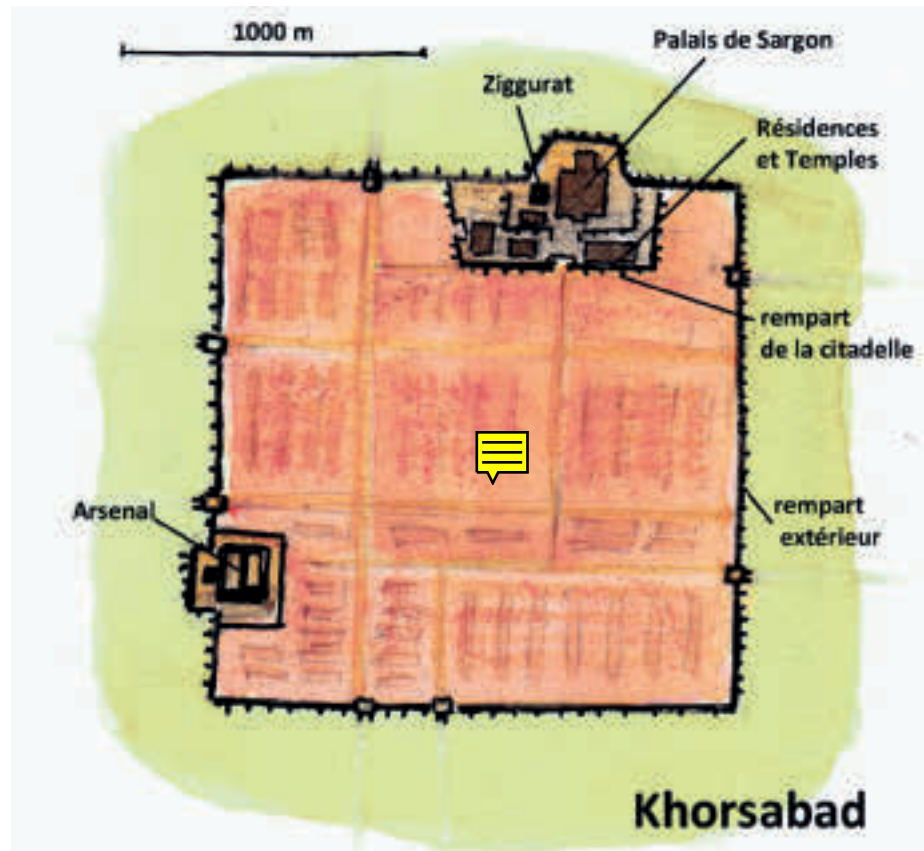 1000 m
Palais de Sargon
Ziggurat
Résidences
et Temples
rempart
de la citadelle
Arsenal
rempart
extérieur
Khorsabad